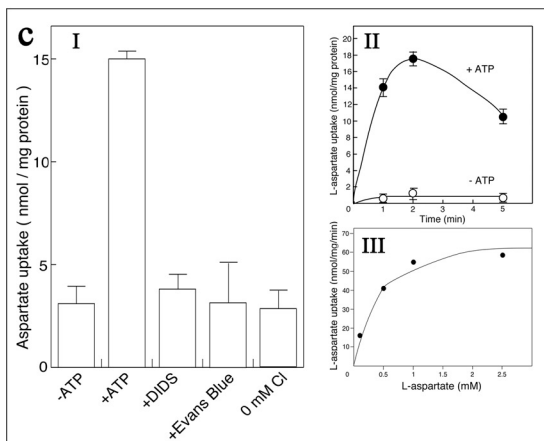 C
I
Aspartate uptake ( nmol / mg protein )
15
10
5
0
-ATP
+ATP
+DIDS
+Evans Blue
0 mM Cl
II
L-aspartate uptake (nmol/mg protein)
20
18
16
14
12
10
8
6
4
2
0
1
2
3
4
5
+ ATP
- ATP
Time (min)
III
L-aspartate uptake(nmol/mg/min)
70
60
50
40
30
20
10
0
0.5
1.0
1.5
2.0
2.5
L-aspartate (mM)